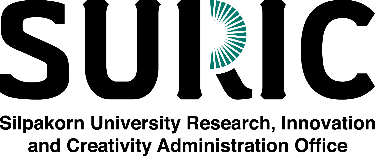 SURIC
Silpakorn University Research, Innovation
and Creativity Administration Office